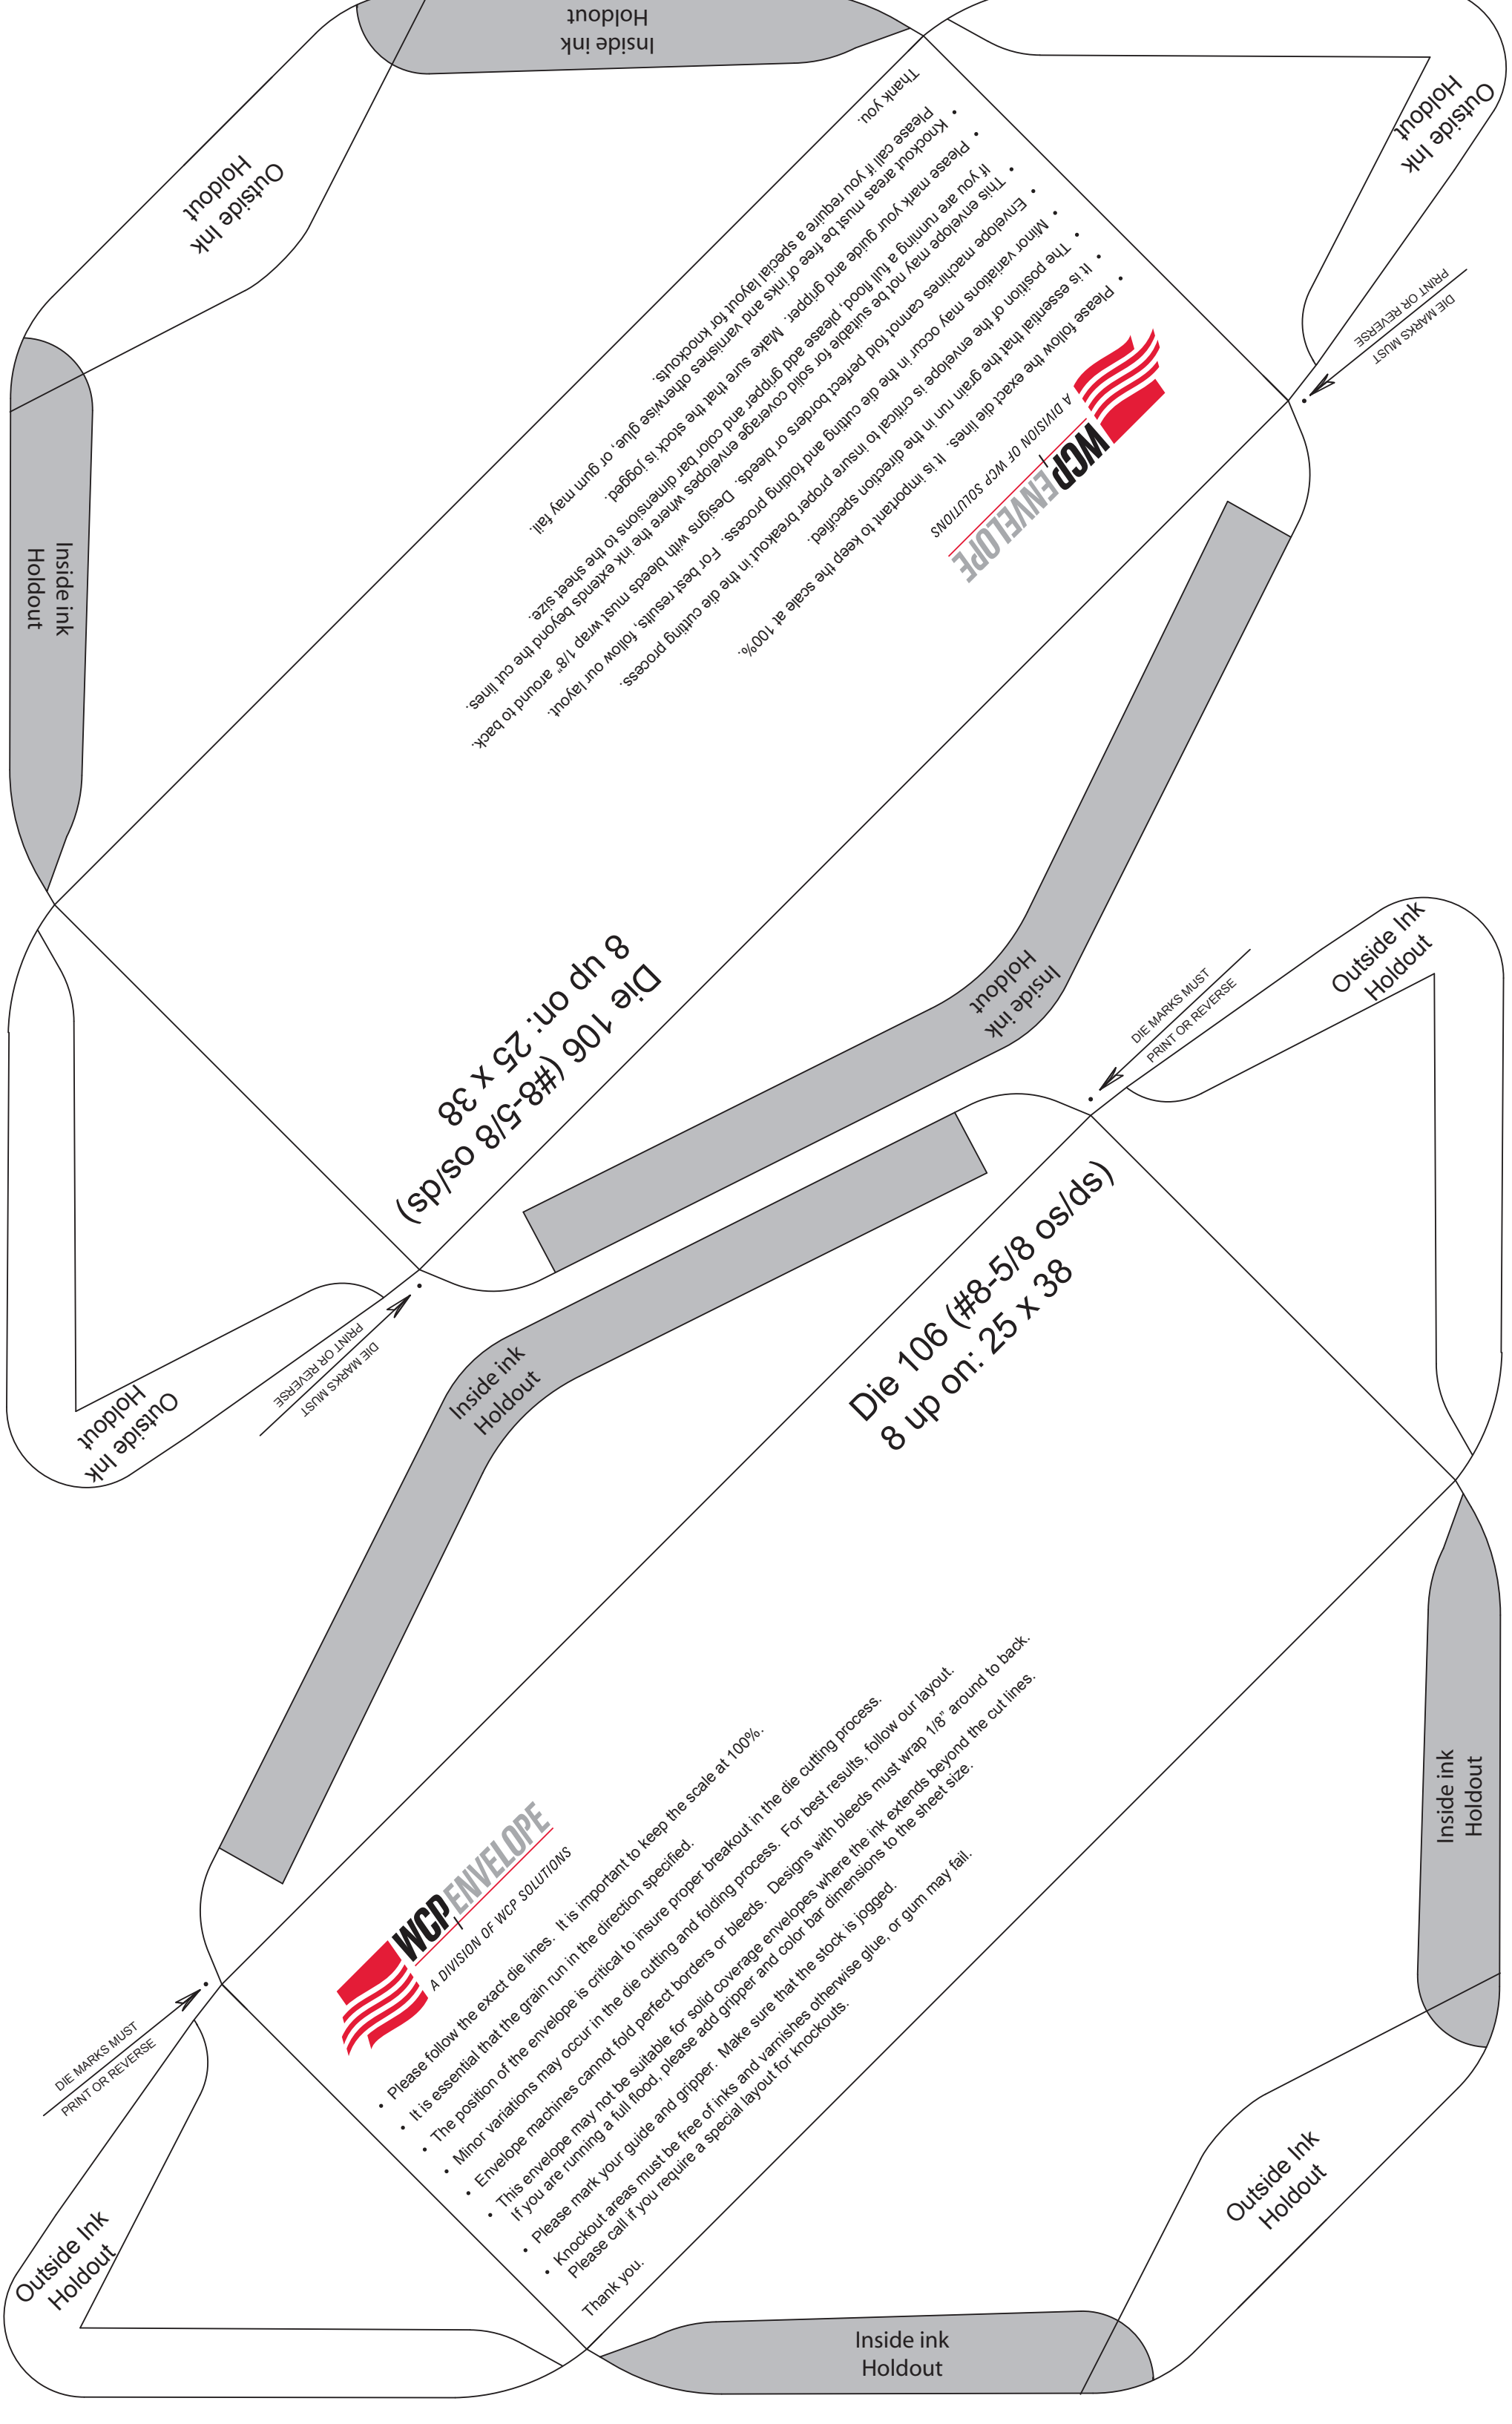 Inside ink
Holdout
Outside Ink
Holdout
Outside Ink
Holdout
DIE MARKS MUST
PRINT OR REVERSE
Inside ink
Holdout
WCPENVELOPE
A DIVISION OF WCP SOLUTIONS
• Please follow the exact die lines.  It is important to keep the scale at 100%.
• It is essential that the grain run in the direction specified.
• The position of the envelope is critical to insure proper breakout in the die cutting process.
• Minor variations may occur in the die cutting and folding process.  For best results, follow our layout.
• Envelope machines cannot fold perfect borders or bleeds.  Designs with bleeds must wrap 1/8” around to back.
• This envelope may not be suitable for solid coverage envelopes where the ink extends beyond the cut lines.
If you are running a full flood, please add gripper and color bar dimensions to the sheet size.
• Please mark your guide and gripper.  Make sure that the stock is jogged.
• Knockout areas must be free of inks and varnishes otherwise glue, or gum may fail.
Please call if you require a special layout for knockouts.
Thank you.
Die 106 (#8-5/8 os/ds)
8 up on: 25 x 38
Inside ink
Holdout
DIE MARKS MUST
PRINT OR REVERSE
Outside Ink
Holdout
Outside Ink
Holdout
DIE MARKS MUST
PRINT OR REVERSE
Inside ink
Holdout
Die 106 (#8-5/8 os/ds)
8 up on: 25 x 38
WCPENVELOPE
A DIVISION OF WCP SOLUTIONS
• Please follow the exact die lines.  It is important to keep the scale at 100%.
• It is essential that the grain run in the direction specified.
• The position of the envelope is critical to insure proper breakout in the die cutting process.
• Minor variations may occur in the die cutting and folding process.  For best results, follow our layout.
• Envelope machines cannot fold perfect borders or bleeds.  Designs with bleeds must wrap 1/8” around to back.
• This envelope may not be suitable for solid coverage envelopes where the ink extends beyond the cut lines.
If you are running a full flood, please add gripper and color bar dimensions to the sheet size.
• Please mark your guide and gripper.  Make sure that the stock is jogged.
• Knockout areas must be free of inks and varnishes otherwise glue, or gum may fail.
Please call if you require a special layout for knockouts.
Thank you.
DIE MARKS MUST
PRINT OR REVERSE
Inside ink
Holdout
Outside Ink
Holdout
Outside Ink
Holdout
Inside ink
Holdout